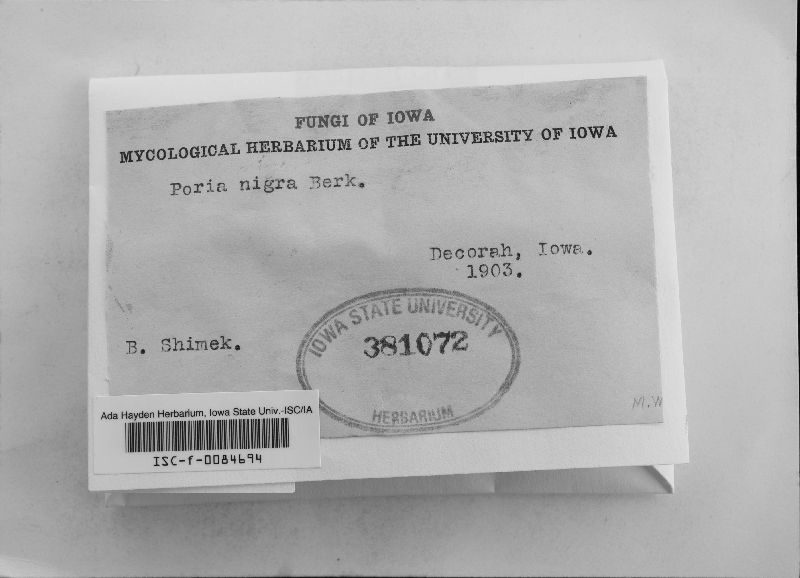 FUNGI OF IOWA
MYCOLOGICAL HERBARIUM OF THE UNIVERSITY OF IOWA
Poria nigra Berk.
Decorah, Iowa.
1903.
B. Shimek.
IOWA STATE UNIVERSITY
381072
HERBARIUM
M.W
Ada Hayden Herbarium, Iowa State Univ.-ISC/IA
ISC-f-0084694